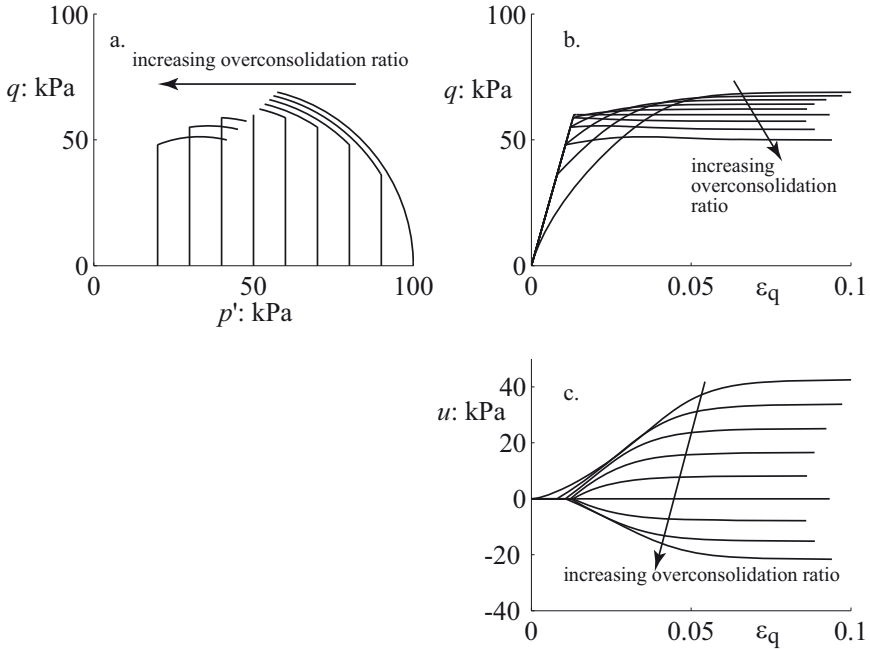 100
a.
increasing overconsolidation ratio
q: kPa
50
0
0
50
100
p': kPa
100
b.
q: kPa
50
increasing
overconsolidation
ratio
0
0
0.05
εq
0.1
40
c.
u: kPa
20
0
-20
increasing overconsolidation ratio
-40
0
0.05
εq
0.1